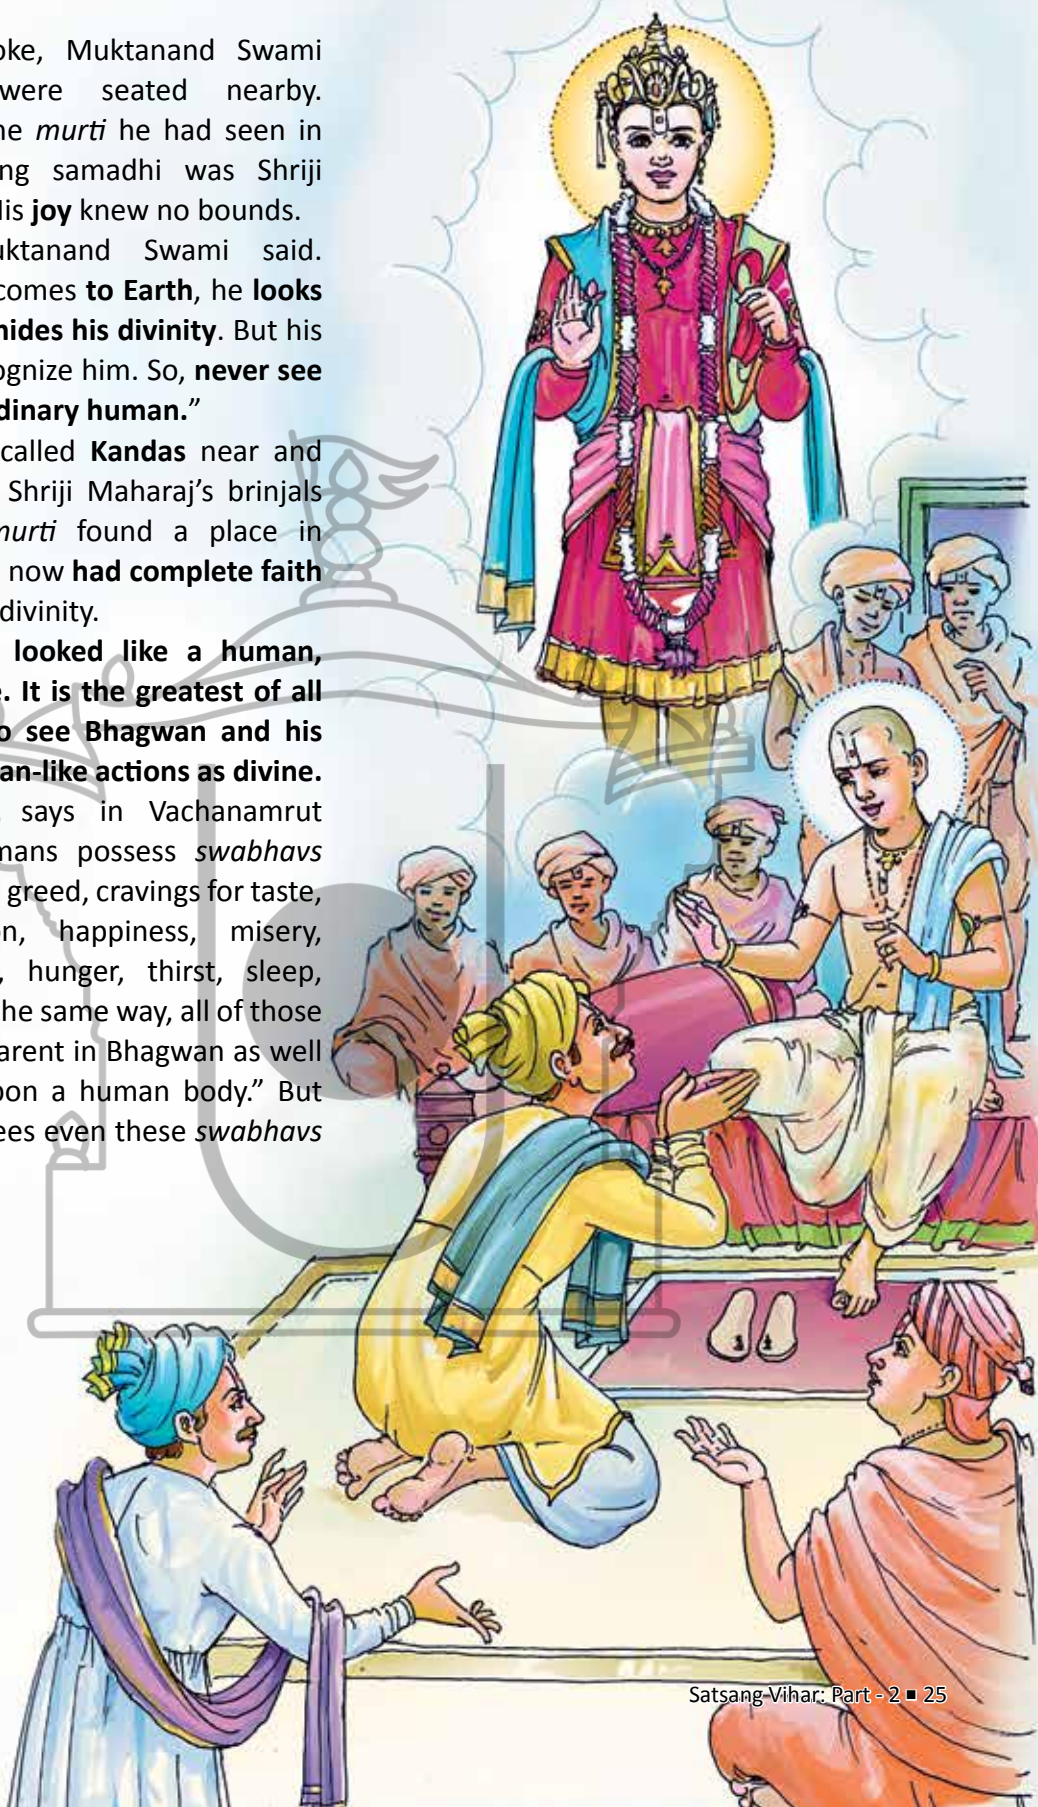 oke, Muktanand Swami
were seated nearby.
he murti he had seen in
ng samadhi was Shriji
His joy knew no bounds.
uktanand Swami said.
comes to Earth, he looks
hides his divinity. But his
ognize him. So, never see
dinary human.”
called Kandas near and
Shriji Maharaj’s brinjals
murti found a place in
now had complete faith
divinity.
looked like a human,
e. It is the greatest of all
o see Bhagwan and his
an-like actions as divine.
says in Vachanamrut
mans possess swabhavs
greed, cravings for taste,
on, happiness, misery,
, hunger, thirst, sleep,
he same way, all of those
parent in Bhagwan as well
pon a human body.” But
ees even these swabhavs
Satsang Vihar: Part - 2 ■ 25